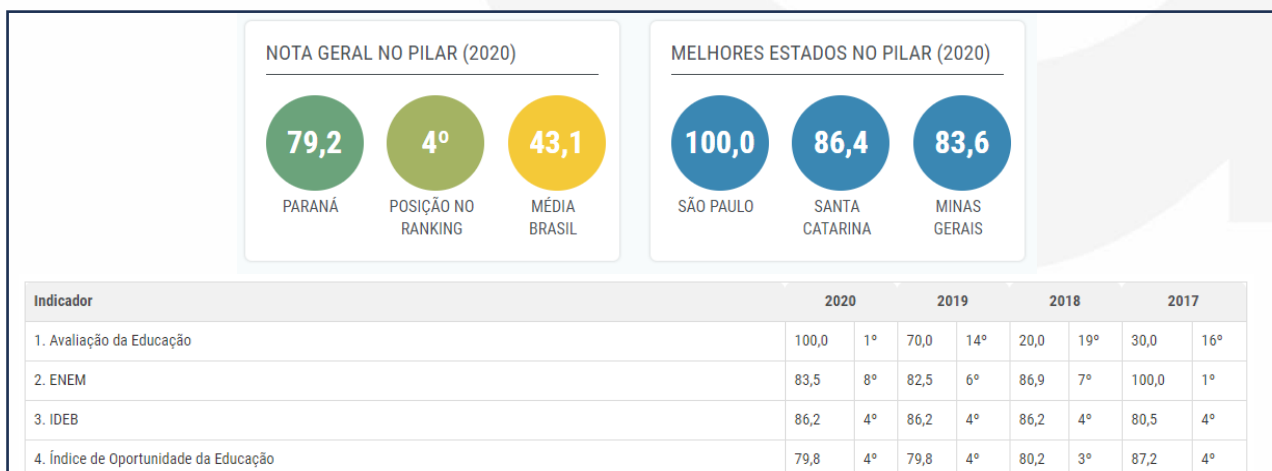 NOTA GERAL NO PILAR (2020)
79,2 4º 43,1
PARANÁ POSIÇÃO NO RANKING MÉDIA BRASIL
MELHORES ESTADOS NO PILAR (2020)
100,0 86,4 83,6
SÃO PAULO SANTA CATARINA MINAS GERAIS
Indicador 2020 2019 2018 2017
1. Avaliação da Educação 100,0 1º 70,0 14º 20,0 19º 30,0 16º
2. ENEM 83,5 8º 82,5 6º 86,9 7º 100,0 1º
3. IDEB 86,2 4º 86,2 4º 86,2 4º 80,5 4º
4. Índice de Oportunidade da Educação 79,8 4º 79,8 4º 80,2 3º 87,2 4º